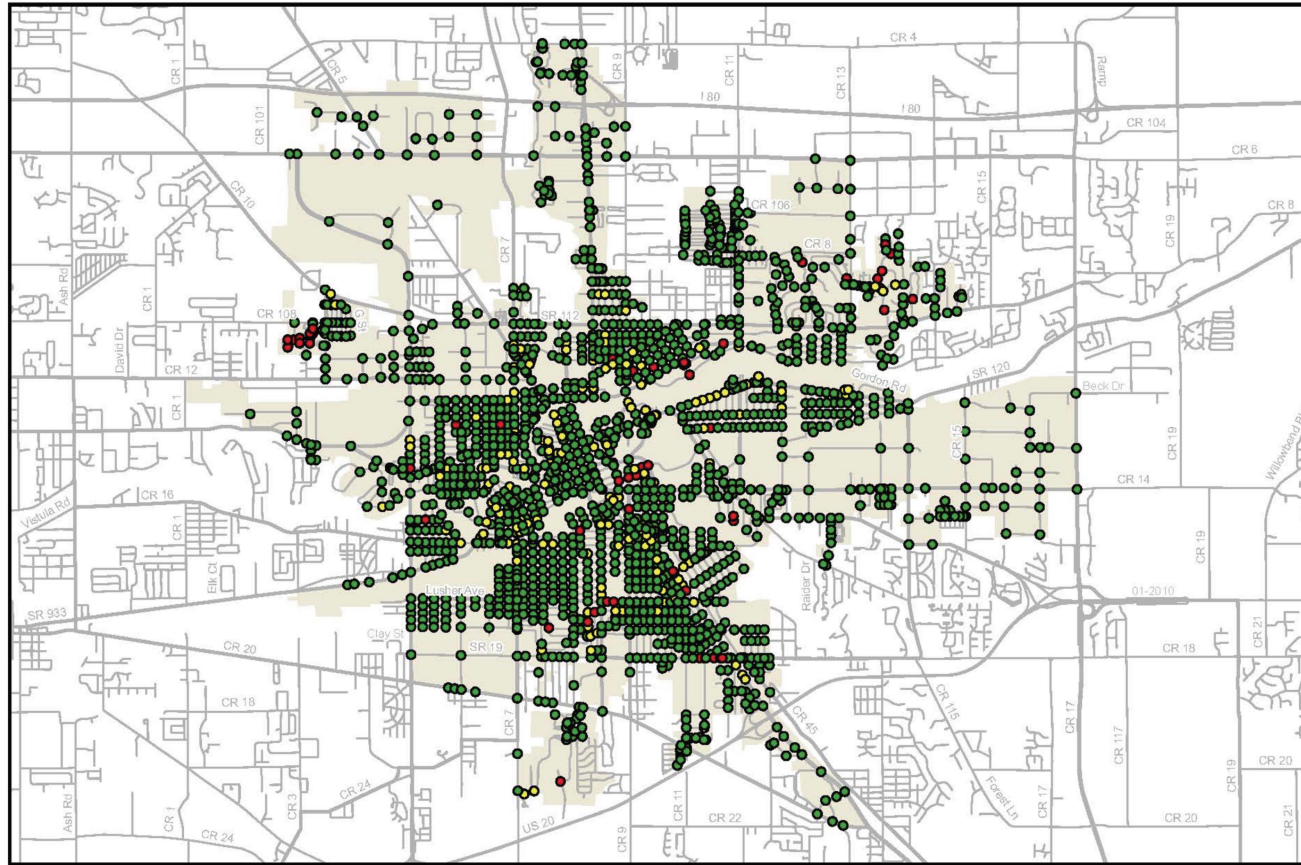 CR 4
CR 1
CR 5
CR 9
CR 11
CR 13
Ramp
I 80
I 80
CR 101
CR 104
CR 6
CR 10
CR 15
CR 106
CR 19
CR 8
CR 7
CR 8
Ash Rd
CR 1
CR 108
G St
SR 112
David Dr
CR 12
Gordon Rd
SR 120
Beck Dr
CR 1
CR 15
CR 19
CR 14
Vistula Rd
CR 16
CR 1
Elk Ct
Raider Dr
CR 19
Lusher Ave
01-2010
SR 933
Clay St
CR 20
SR 19
CR 18
CR 21
CR 18
CR 7
CR 45
CR 115
CR 17
CR 117
CR 19
CR 20
CR 24
Forest Ln
Ash Rd
CR 1
CR 3
CR 11
CR 17
CR 21
CR 24
US 20
CR 9
CR 22
CR 20